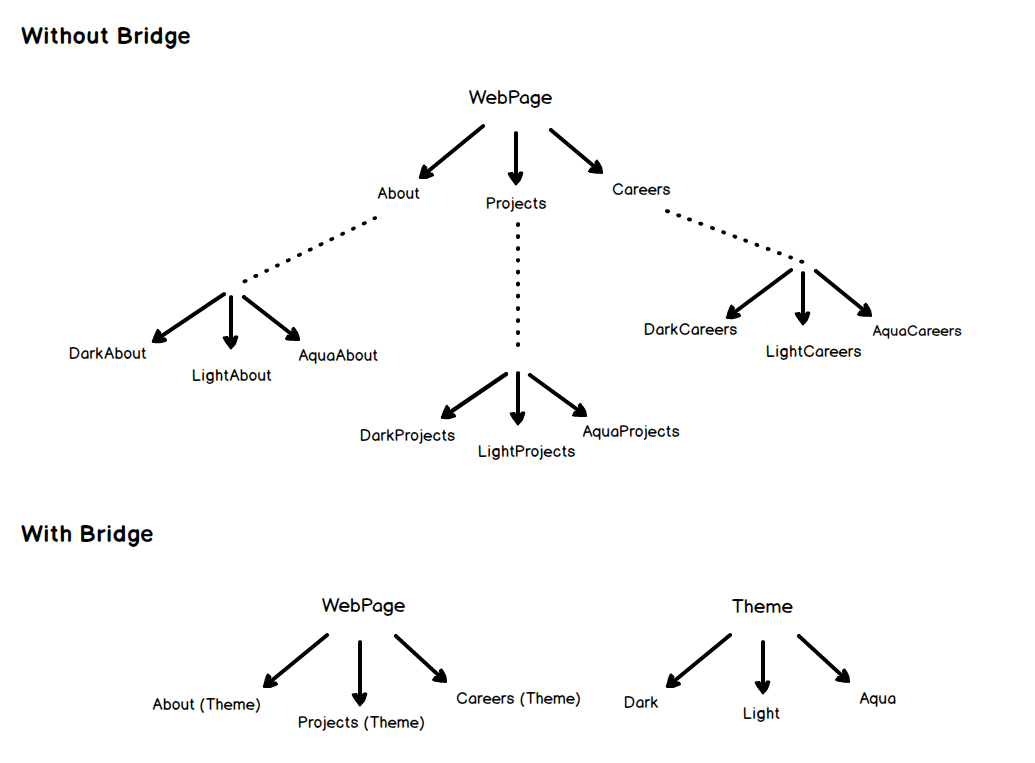 Without Bridge
WebPage
About
Projects
Careers
DarkAbout
LightAbout
AquaAbout
DarkProjects
LightProjects
AquaProjects
DarkCareers
LightCareers
AquaCareers
With Bridge
WebPage
About (Theme)
Projects (Theme)
Careers (Theme)
Theme
Dark
Light
Aqua